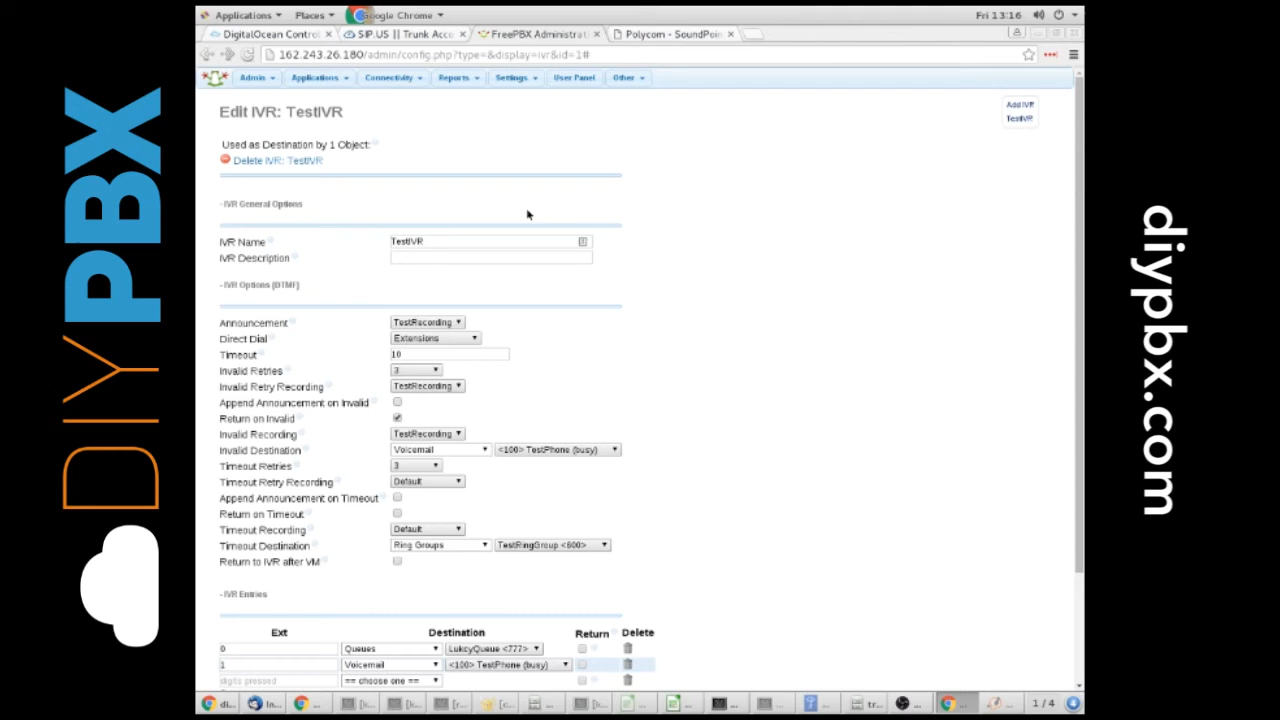 Applications Places Google Chrome Fri 13:16
DigitalOcean Control SIP.US || Trunk Acco FreePBX Administrat Polycom - SoundPoin
162.243.26.180/admin/config.php?type=&display=ivr&id=1#
Admin Applications Connectivity Reports Settings User Panel Other
Edit IVR: TestIVR
Add IVR
TestIVR
Used as Destination by 1 Object:
Delete IVR: TestIVR
- IVR General Options
IVR Name TestIVR
IVR Description
- IVR Options (DTMF)
Announcement TestRecording
Direct Dial Extensions
Timeout 10
Invalid Retries 3
Invalid Retry Recording TestRecording
Append Announcement on Invalid
Return on Invalid
Invalid Recording TestRecording
Invalid Destination Voicemail <100> TestPhone (busy)
Timeout Retries 3
Timeout Retry Recording Default
Append Announcement on Timeout
Return on Timeout
Timeout Recording Default
Timeout Destination Ring Groups TestRingGroup <600>
Return to IVR after VM
- IVR Entries
Ext Destination Return Delete
0 Queues LukcyQueue <777>
1 Voicemail <100> TestPhone (busy)
digits pressed == choose one ==
1 / 4
DIYPBX
diypbx.com